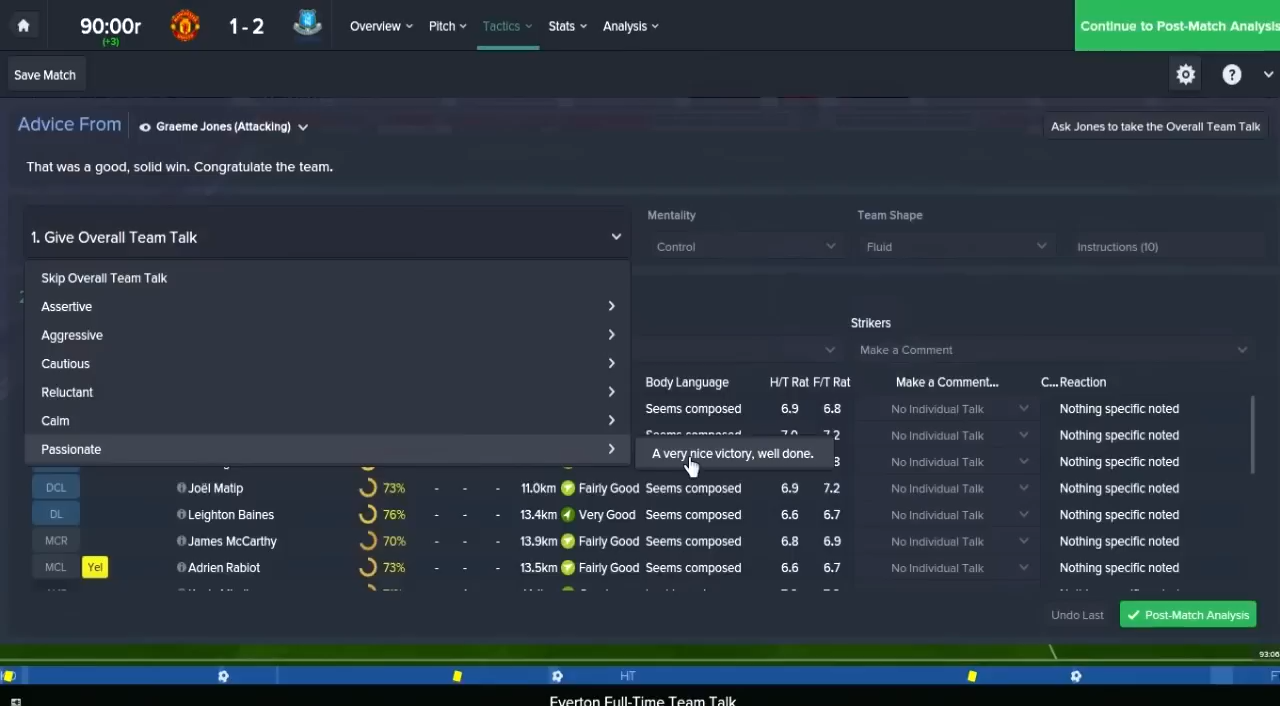 90:00r 1 - 2 Overview Pitch Tactics Stats Analysis Continue to Post-Match Analysis
(+3)
Save Match ?
Advice From Graeme Jones (Attacking) Ask Jones to take the Overall Team Talk
That was a good, solid win. Congratulate the team.
Mentality Team Shape
1. Give Overall Team Talk Control Fluid Instructions (10)
Skip Overall Team Talk
Assertive
Strikers
Aggressive Make a Comment
Cautious
Body Language H/T Rat F/T Rat Make a Comment... C... Reaction
Reluctant Seems composed 6.9 6.8 No Individual Talk Nothing specific noted
Calm No Individual Talk Nothing specific noted
Passionate A very nice victory, well done. No Individual Talk Nothing specific noted
DCL Joël Matip 73% - - - 11.0km Fairly Good Seems composed 6.9 7.2 No Individual Talk Nothing specific noted
DL Leighton Baines 76% - - - 13.4km Very Good Seems composed 6.6 6.7 No Individual Talk Nothing specific noted
MCR James McCarthy 70% - - - 13.9km Fairly Good Seems composed 6.8 6.9 No Individual Talk Nothing specific noted
MCL Yel Adrien Rabiot 73% - - - 13.5km Fairly Good Seems composed 6.6 6.7 No Individual Talk Nothing specific noted
Undo Last Post-Match Analysis
93:06
HT
Everton Full-Time Team Talk